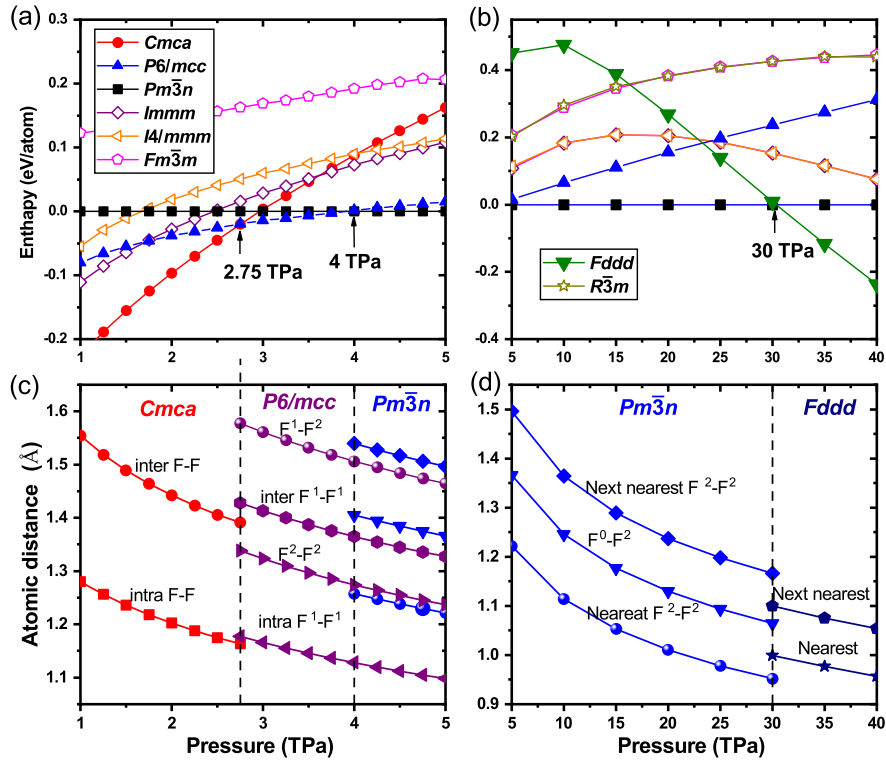 (a)
0.3
0.2
0.1
0.0
-0.1
-0.2
Enthapy (eV/atom)
Cmca
P6/mcc
Pm3̅n
Immm
I4/mmm
Fm3̅m
2.75 TPa
4 TPa
1 2 3 4 5
(b)
0.4
0.2
0.0
-0.2
-0.4
30 TPa
Fddd
R3̅m
5 10 15 20 25 30 35 40
(c)
Cmca
P6/mcc
Pm3̅n
1.6
1.5
1.4
1.3
1.2
1.1
Atomic distance (Å)
F¹-F²
inter F-F
inter F¹-F¹
F²-F²
intra F-F
intra F¹-F¹
1 2 3 4 5
Pressure (TPa)
(d)
Pm3̅n
Fddd
1.5
1.4
1.3
1.2
1.1
1.0
0.9
Next nearest F²-F²
F⁰-F²
Neareat F²-F²
Next nearest
Nearest
5 10 15 20 25 30 35 40
Pressure (TPa)